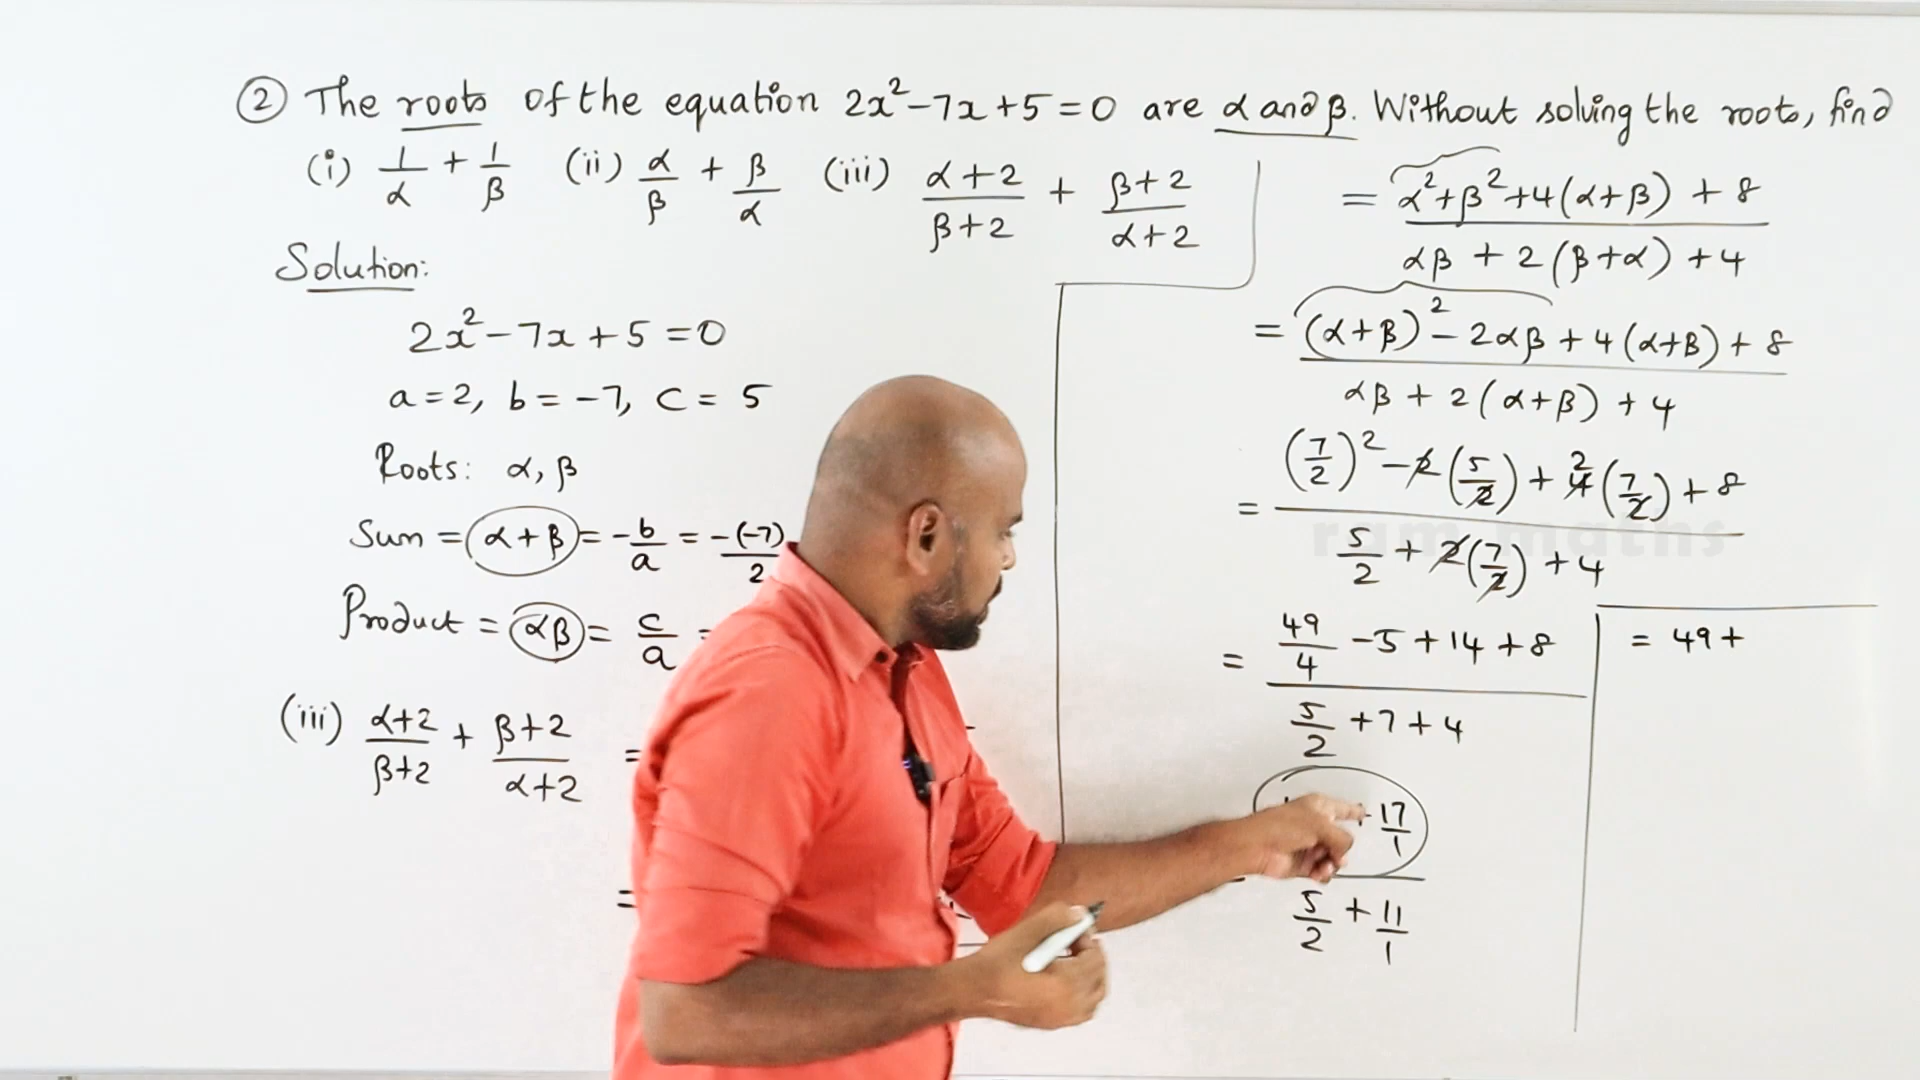 ② The roots of the equation 2x²-7x+5=0 are α and β. Without solving the roots, find
(i) 1/α + 1/β (ii) α/β + β/α (iii) (α+2)/(β+2) + (β+2)/(α+2)
Solution:
2x²-7x+5=0
a=2, b=-7, c=5
Roots: α, β
Sum = α+β = -b/a = -(-7)/2
Product = αβ = c/a =
(iii) (α+2)/(β+2) + (β+2)/(α+2) =
=
= (α²+β²+4(α+β)+8)/(αβ+2(β+α)+4)
= ((α+β)²-2αβ+4(α+β)+8)/(αβ+2(α+β)+4)
= ((7/2)²-2(5/2)+4(7/2)+8)/(5/2+2(7/2)+4)
ram maths
= (49/4-5+14+8)/(5/2+7+4)
+17/1
5/2+11/1
= 49+